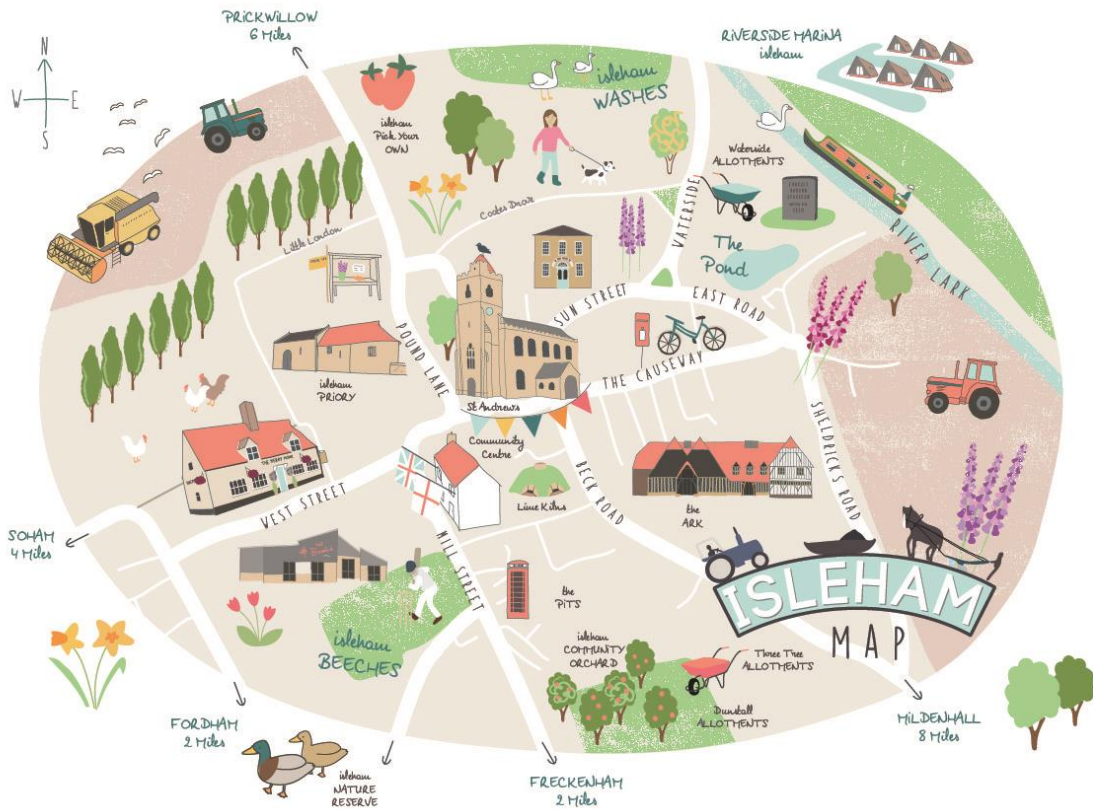 PRICKWILLOW
6 Miles
N
W E
S
RIVERSIDE MARINA
isleham
isleham
WASHES
isleham
Pick Your
OWN
Waterside
ALLOTMENTS
WATERSIDE
Cootes Drove
Little London
The
Pond
RIVER LARK
SUN STREET
EAST ROAD
POUND LANE
THE CAUSEWAY
isleham
PRIORY
St Andrews
Community
Centre
Lime Kilns
BECK ROAD
the
ARK
SHELDRICKS ROAD
WEST STREET
SOHAM
4 Miles
MILL STREET
the
PITS
isleham
BEECHES
isleham
COMMUNITY
ORCHARD
Three Tree
ALLOTMENTS
Dunstall
ALLOTMENTS
ISLEHAM
MAP
FORDHAM
2 Miles
isleham
NATURE
RESERVE
FRECKENHAM
2 Miles
MILDENHALL
8 Miles